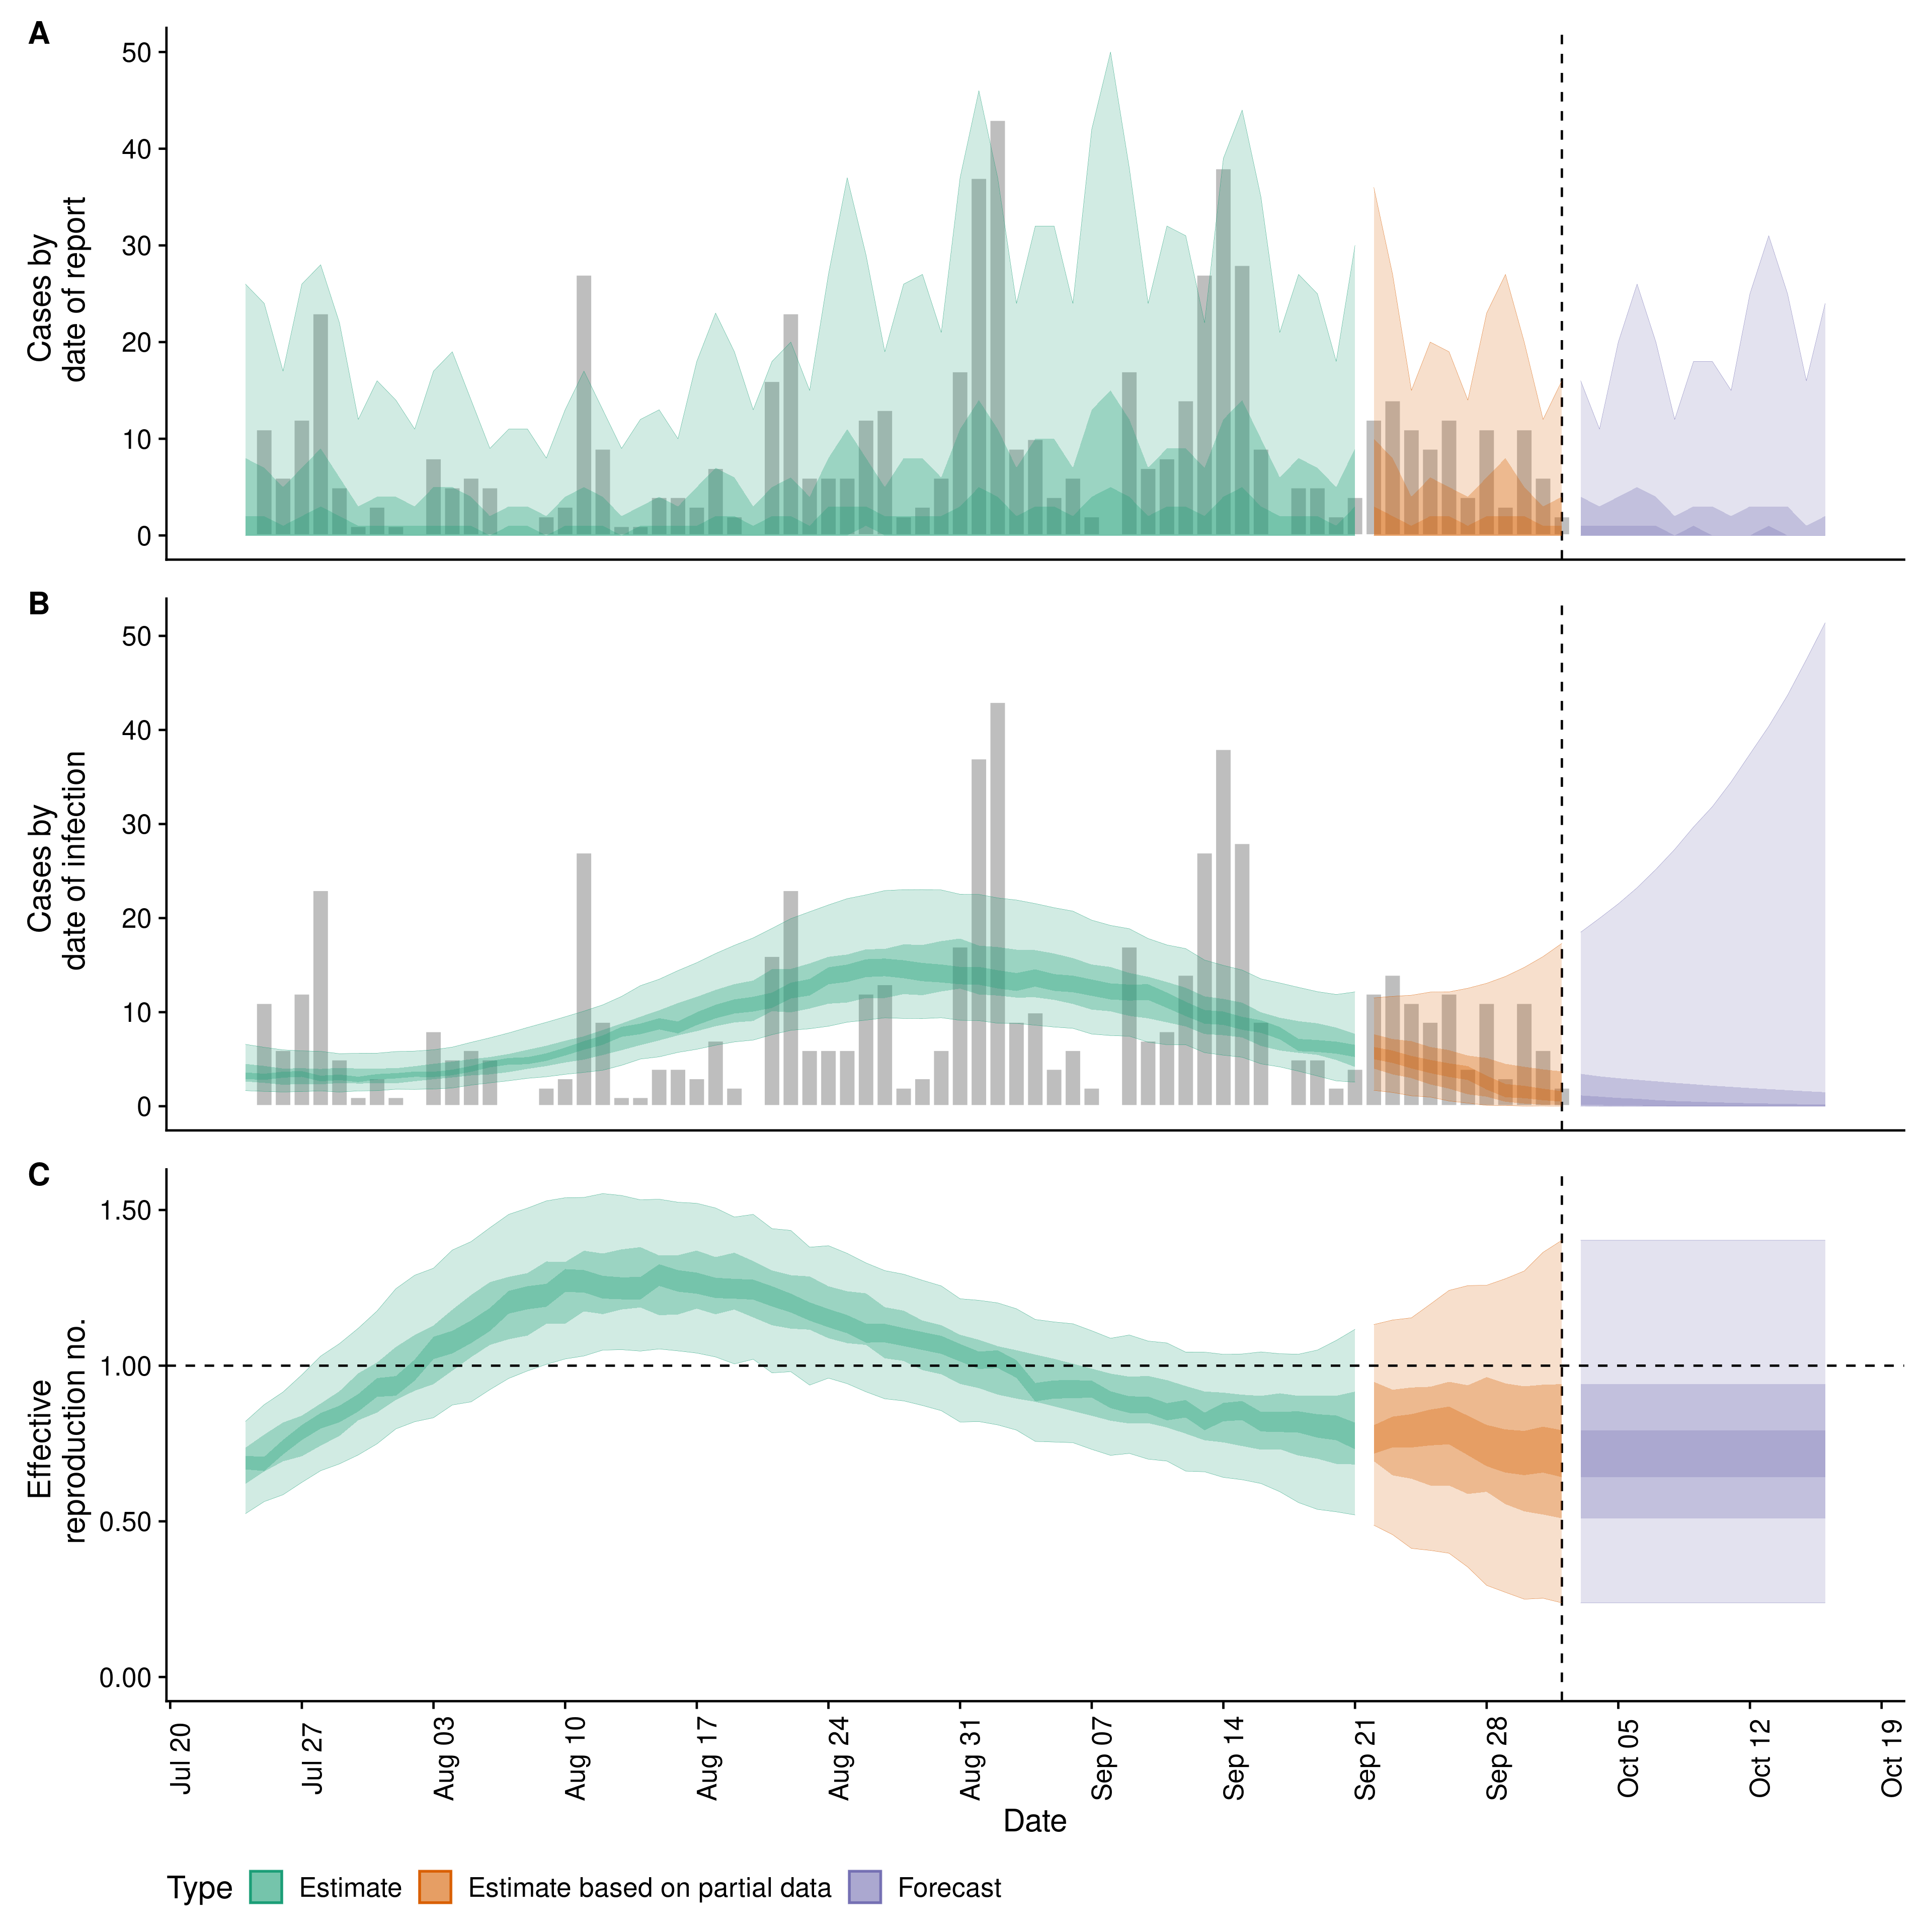 A
Cases by
date of report
50
40
30
20
10
0
B
Cases by
date of infection
50
40
30
20
10
0
C
Effective
reproduction no.
1.50
1.00
0.50
0.00
Jul 20
Jul 27
Aug 03
Aug 10
Aug 17
Aug 24
Aug 31
Sep 07
Sep 14
Sep 21
Sep 28
Oct 05
Oct 12
Oct 19
Date
Type Estimate Estimate based on partial data Forecast